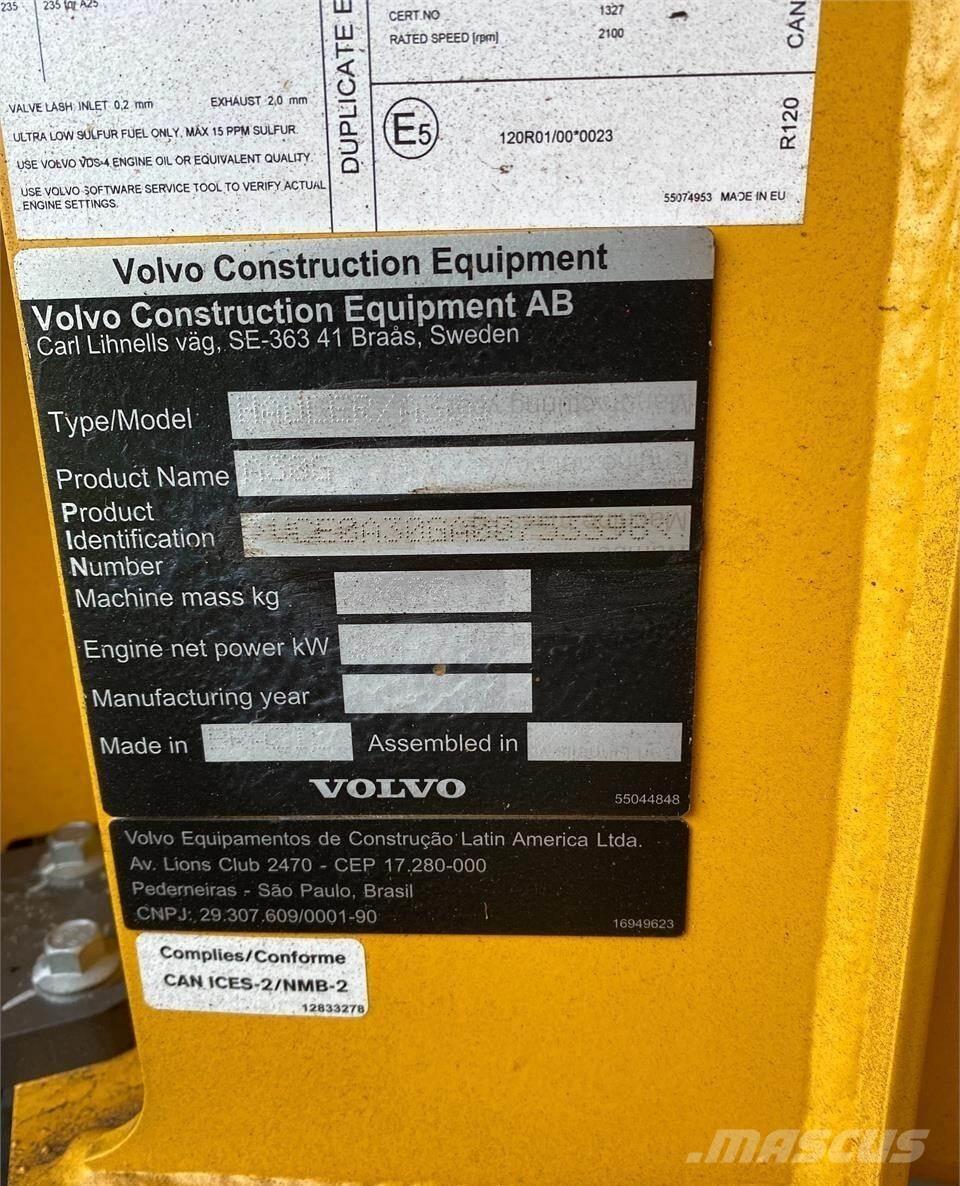 235
235 for A25
VALVE LASH INLET 0,2 mm EXHAUST 2,0 mm
ULTRA LOW SULFUR FUEL ONLY. MAX 15 PPM SULFUR.
USE VOLVO VDS-4 ENGINE OIL OR EQUIVALENT QUALITY.
USE VOLVO SOFTWARE SERVICE TOOL TO VERIFY ACTUAL
ENGINE SETTINGS.
DUPLICATE E
CERT.NO 1327
RATED SPEED [rpm] 2100
CAN
E5
120R01/00*0023
R120
55074953 MADE IN EU
Volvo Construction Equipment
Volvo Construction Equipment AB
Carl Lihnells väg, SE-363 41 Braås, Sweden
Type/Model
Product Name
Product
Identification
Number
Machine mass kg
Engine net power kW
Manufacturing year
Made in Assembled in
VOLVO
55044848
Volvo Equipamentos de Construção Latin America Ltda.
Av. Lions Club 2470 - CEP 17.280-000
Pederneiras - São Paulo, Brasil
CNPJ: 29.307.609/0001-90
16949623
Complies/Conforme
CAN ICES-2/NMB-2
12833278
MASCUS